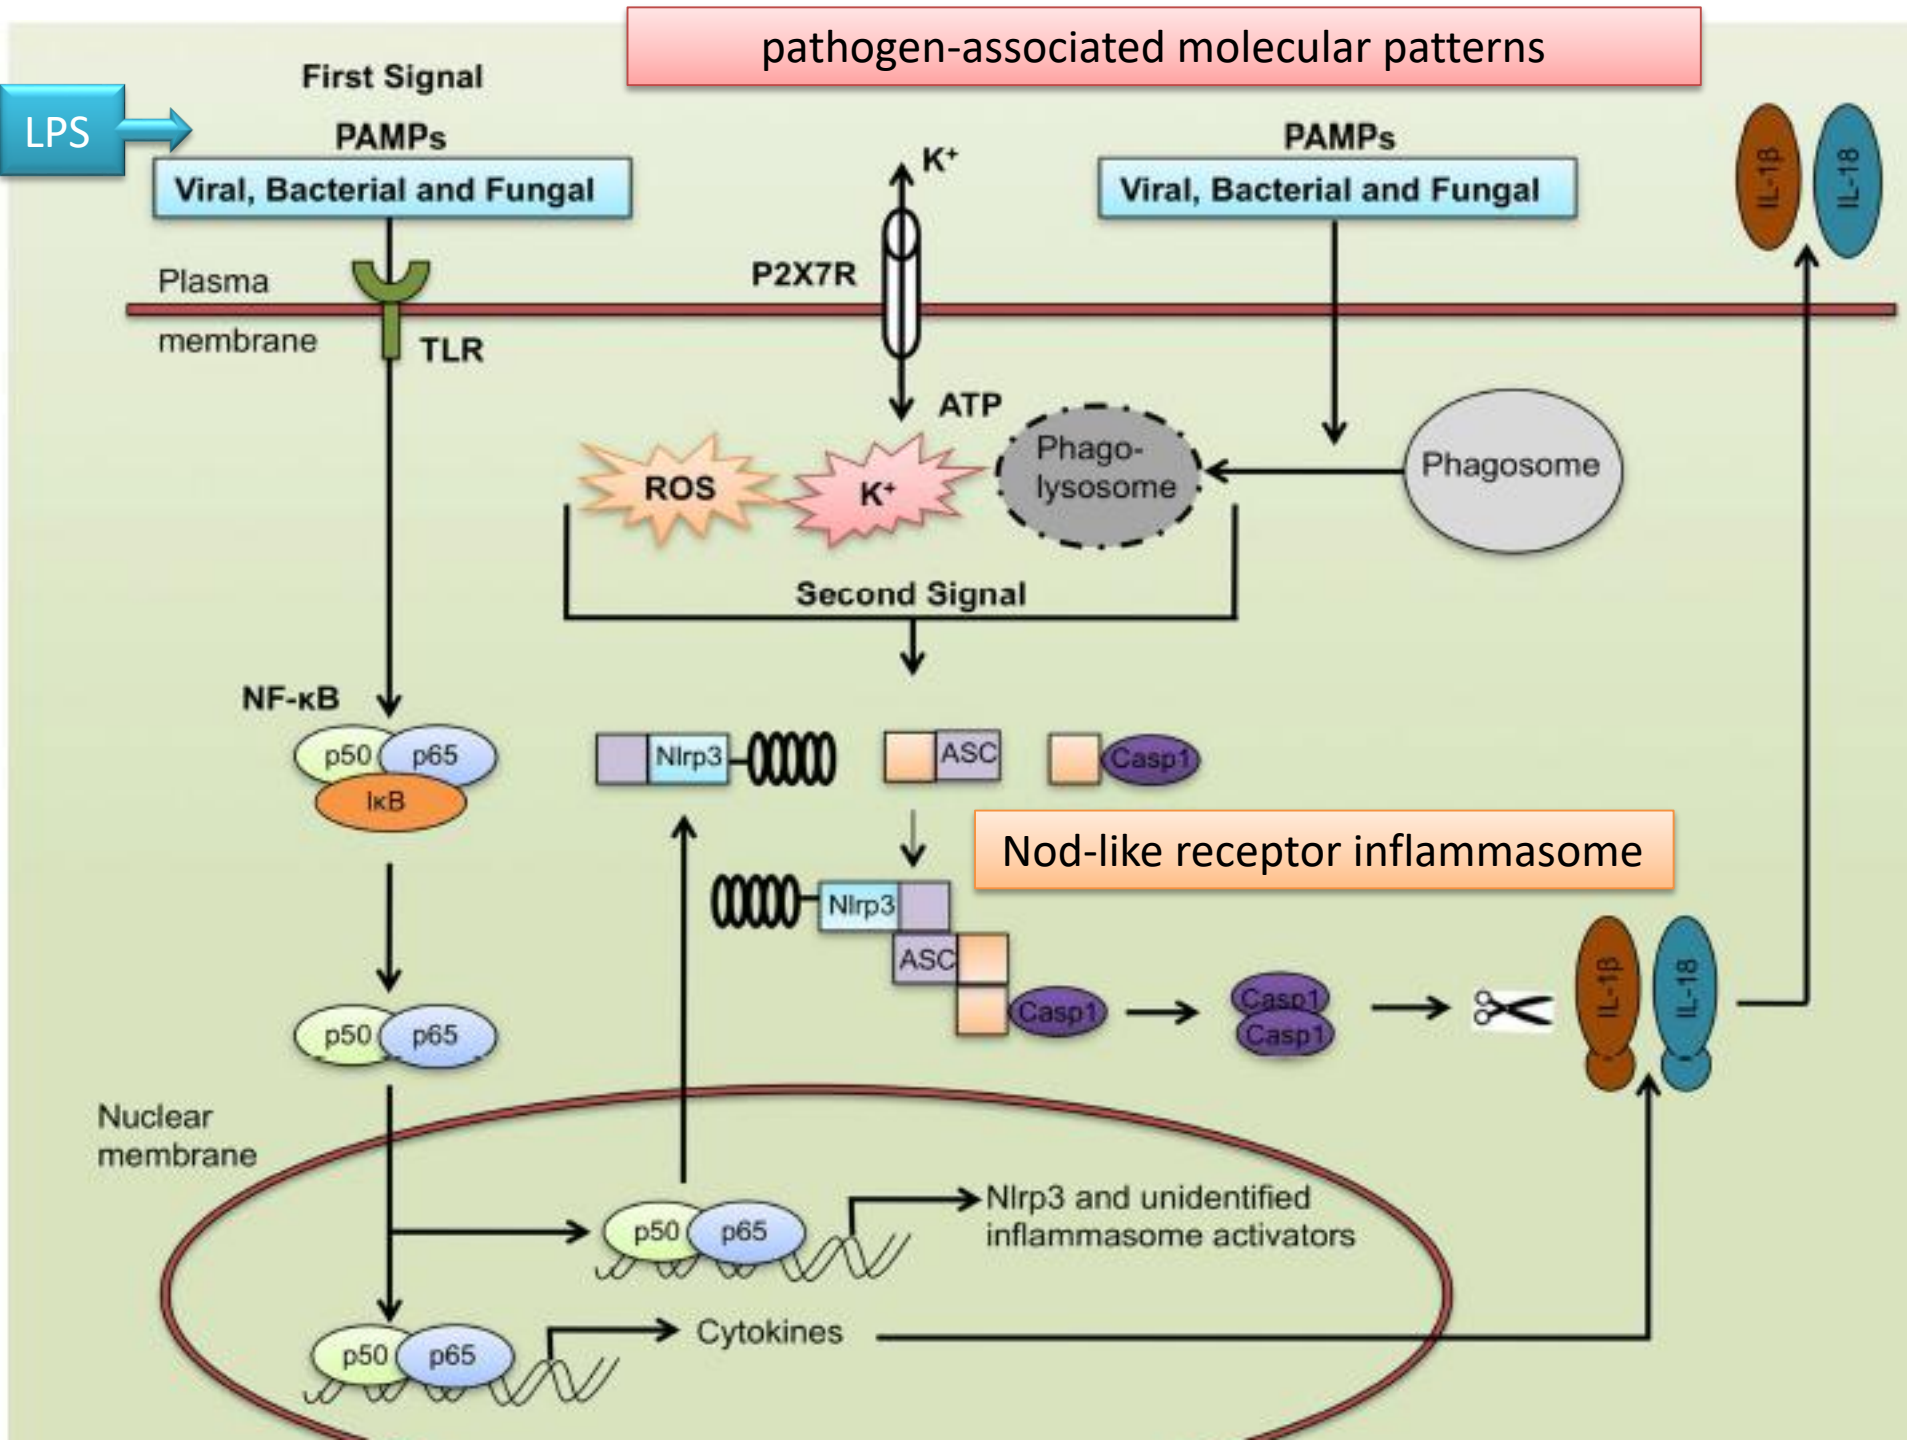 pathogen-associated molecular patterns
First Signal
LPS
PAMPs
Viral, Bacterial and Fungal
K⁺
PAMPs
Viral, Bacterial and Fungal
IL-1β
IL-18
Plasma
membrane
TLR
P2X7R
ATP
ROS
K⁺
Phago-
lysosome
Phagosome
Second Signal
NF-κB
p50
p65
IκB
Nlrp3
ASC
Casp1
Nod-like receptor inflammasome
Nlrp3
ASC
Casp1
Casp1
Casp1
IL-1β
IL-18
p50
p65
Nuclear
membrane
p50
p65
Nlrp3 and unidentified
inflammasome activators
p50
p65
Cytokines